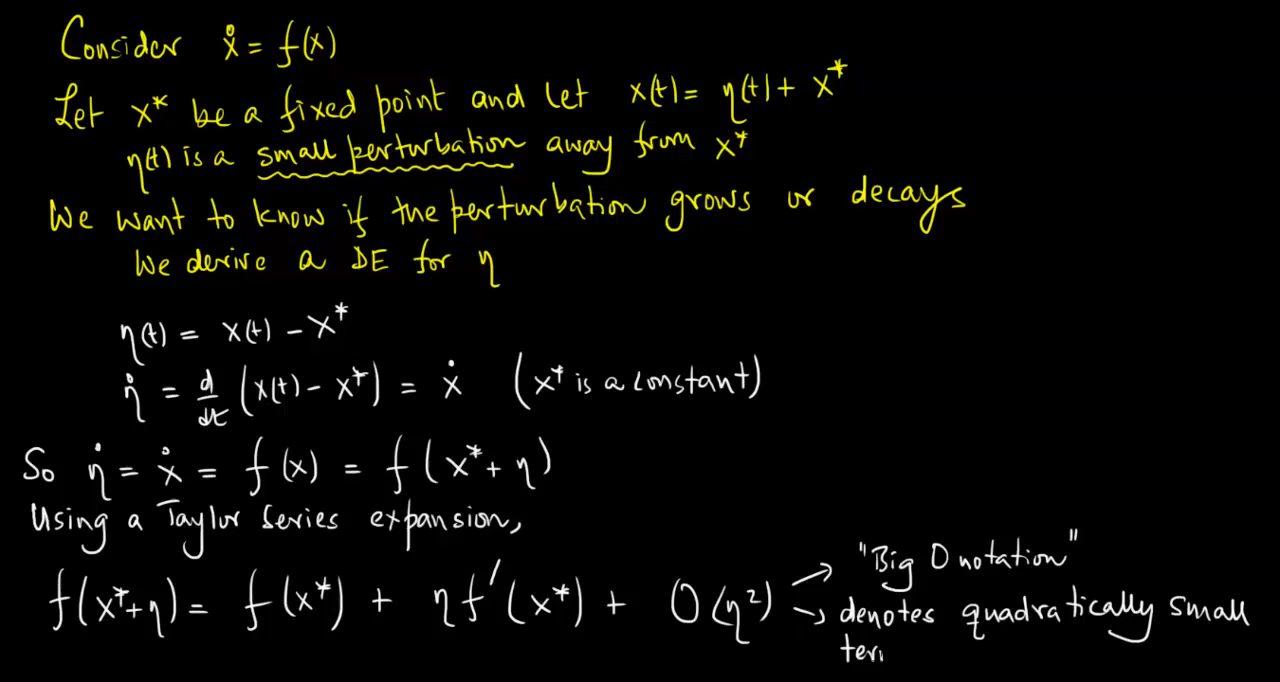 Consider ẋ = f(x)
Let x* be a fixed point and let x(t) = η(t) + x*
η(t) is a small perturbation away from x*
We want to know if the perturbation grows or decays
We derive a DE for η
η(t) = x(t) − x*
η̇ = d/dt (x(t) − x*) = ẋ (x* is a constant)
So η̇ = ẋ = f(x) = f(x* + η)
Using a Taylor Series expansion,
f(x*+η) = f(x*) + ηf'(x*) + O(η²)
"Big O notation"
denotes quadratically small
teri